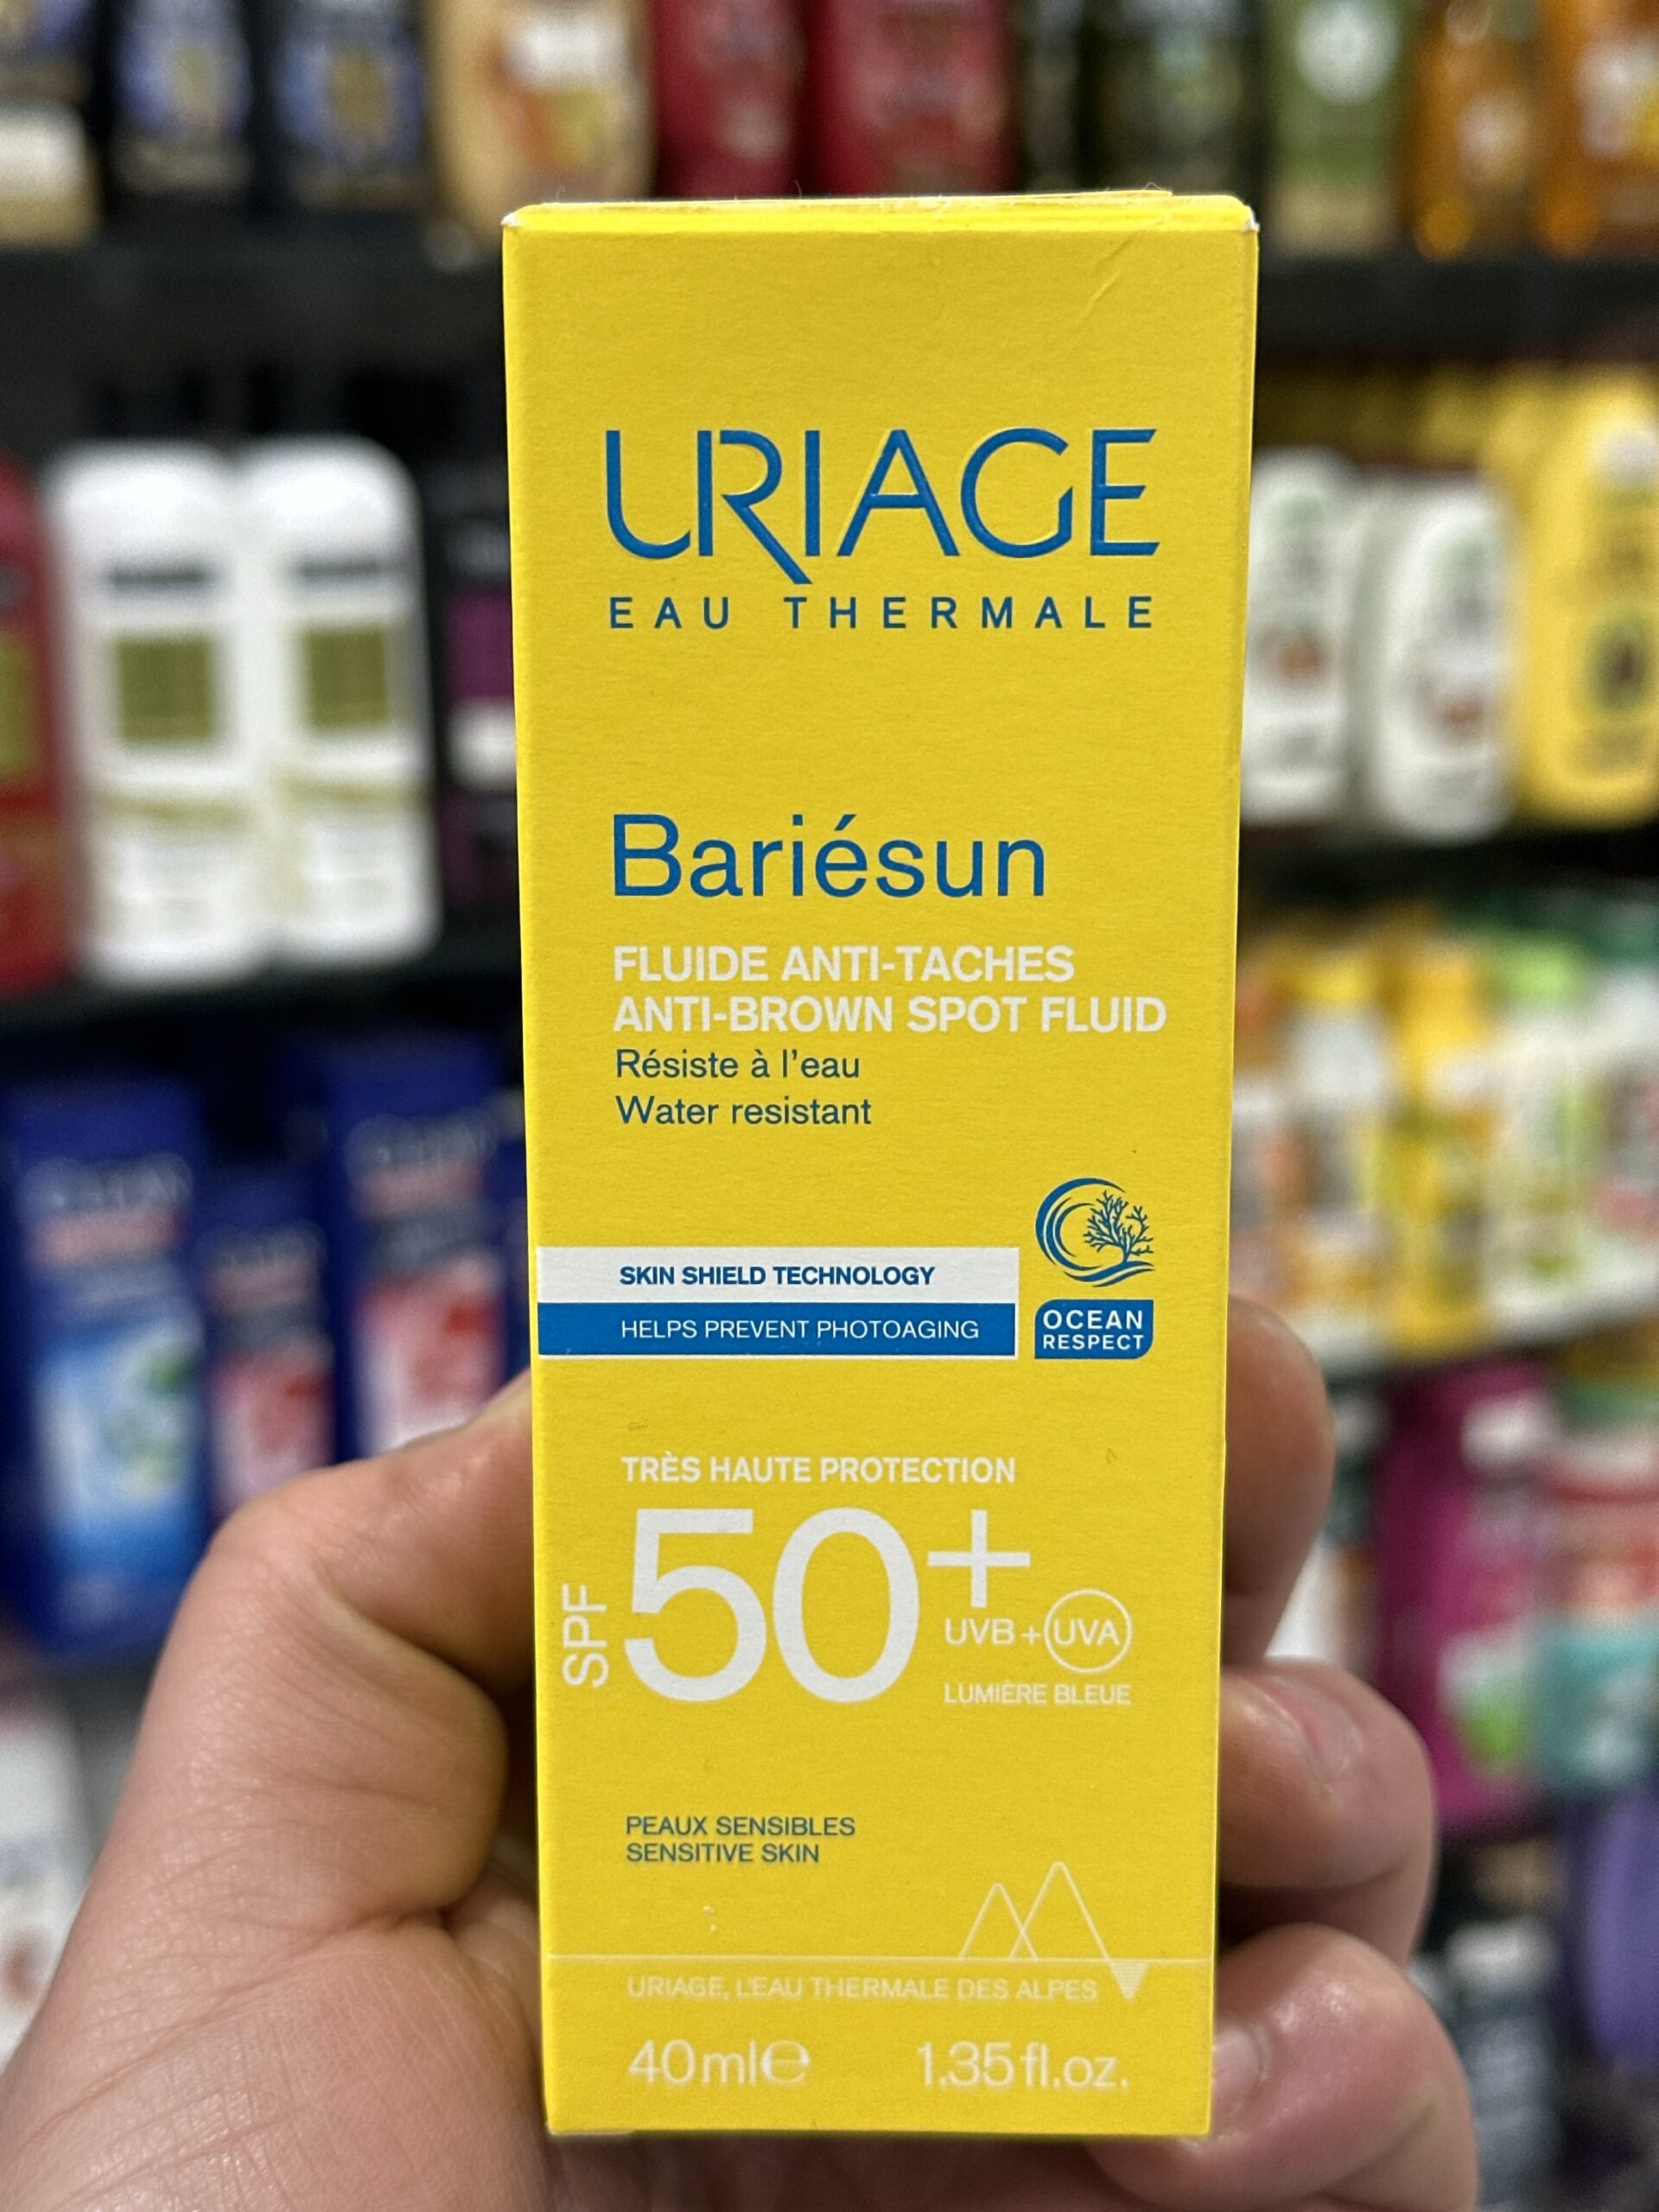 URIAGE
EAU THERMALE
Bariésun
FLUIDE ANTI-TACHES
ANTI-BROWN SPOT FLUID
Résiste à l'eau
Water resistant
SKIN SHIELD TECHNOLOGY
HELPS PREVENT PHOTOAGING
OCEAN
RESPECT
TRÈS HAUTE PROTECTION
SPF 50+
UVB + UVA
LUMIÈRE BLEUE
PEAUX SENSIBLES
SENSITIVE SKIN
URIAGE, L'EAU THERMALE DES ALPES
40 ml℮ 1.35 fl.oz.